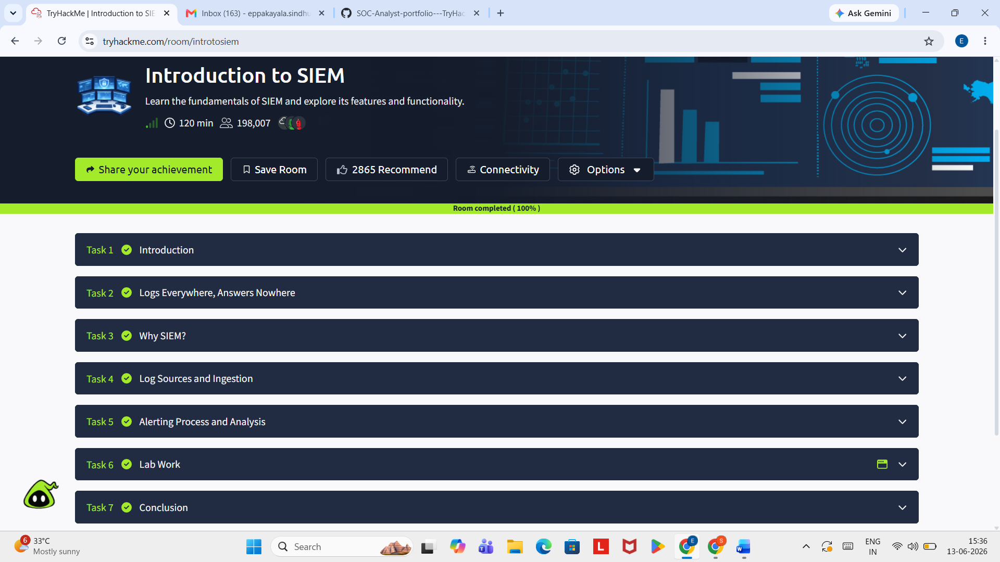 TryHackMe | Introduction to SIE
Inbox (163) - eppakayala.sindhu
SOC-Analyst-portfolio---TryHac
Ask Gemini
tryhackme.com/room/introtosiem
E
Introduction to SIEM
Learn the fundamentals of SIEM and explore its features and functionality.
120 min
198,007
Share your achievement
Save Room
2865 Recommend
Connectivity
Options
Room completed ( 100% )
Task 1 Introduction
Task 2 Logs Everywhere, Answers Nowhere
Task 3 Why SIEM?
Task 4 Log Sources and Ingestion
Task 5 Alerting Process and Analysis
Task 6 Lab Work
Task 7 Conclusion
6
33°C
Mostly sunny
Search
L
E
S
W
ENG
IN
15:36
13-06-2026